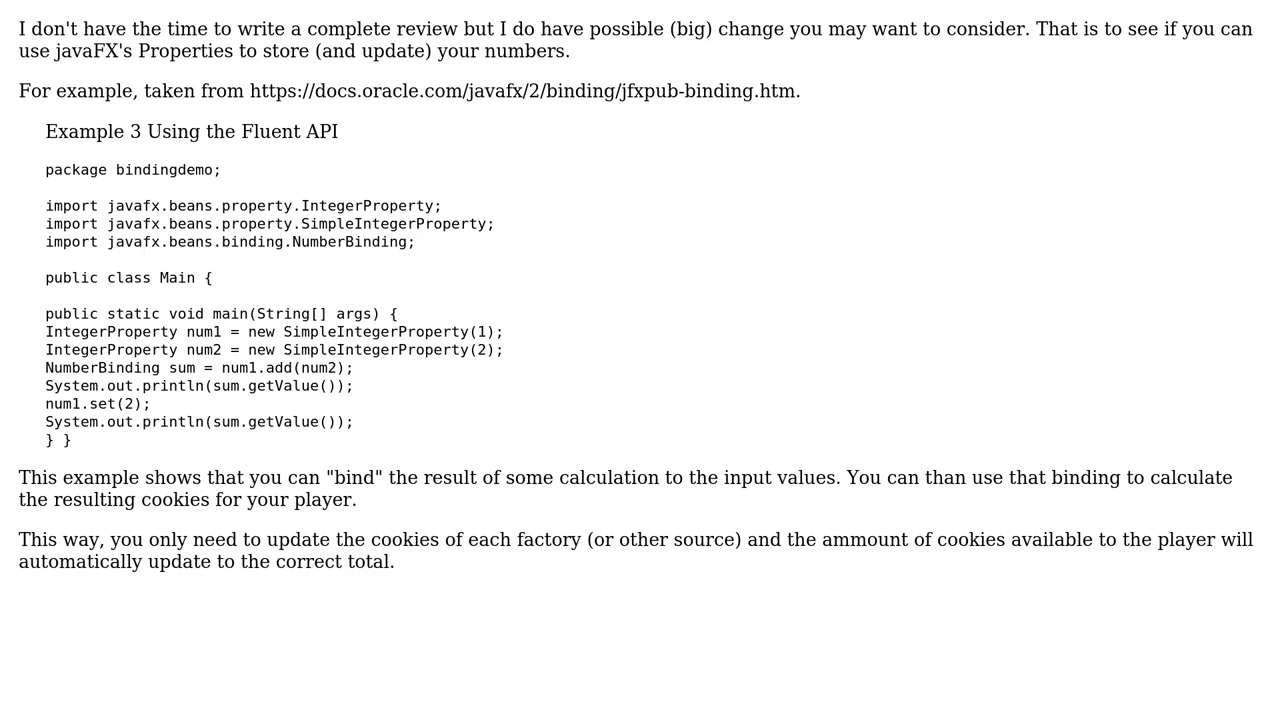 I don't have the time to write a complete review but I do have possible (big) change you may want to consider. That is to see if you can
use javaFX's Properties to store (and update) your numbers.
For example, taken from https://docs.oracle.com/javafx/2/binding/jfxpub-binding.htm.
Example 3 Using the Fluent API
package bindingdemo;
import javafx.beans.property.IntegerProperty;
import javafx.beans.property.SimpleIntegerProperty;
import javafx.beans.binding.NumberBinding;
public class Main {
public static void main(String[] args) {
IntegerProperty num1 = new SimpleIntegerProperty(1);
IntegerProperty num2 = new SimpleIntegerProperty(2);
NumberBinding sum = num1.add(num2);
System.out.println(sum.getValue());
num1.set(2);
System.out.println(sum.getValue());
} }
This example shows that you can "bind" the result of some calculation to the input values. You can than use that binding to calculate
the resulting cookies for your player.
This way, you only need to update the cookies of each factory (or other source) and the ammount of cookies available to the player will
automatically update to the correct total.